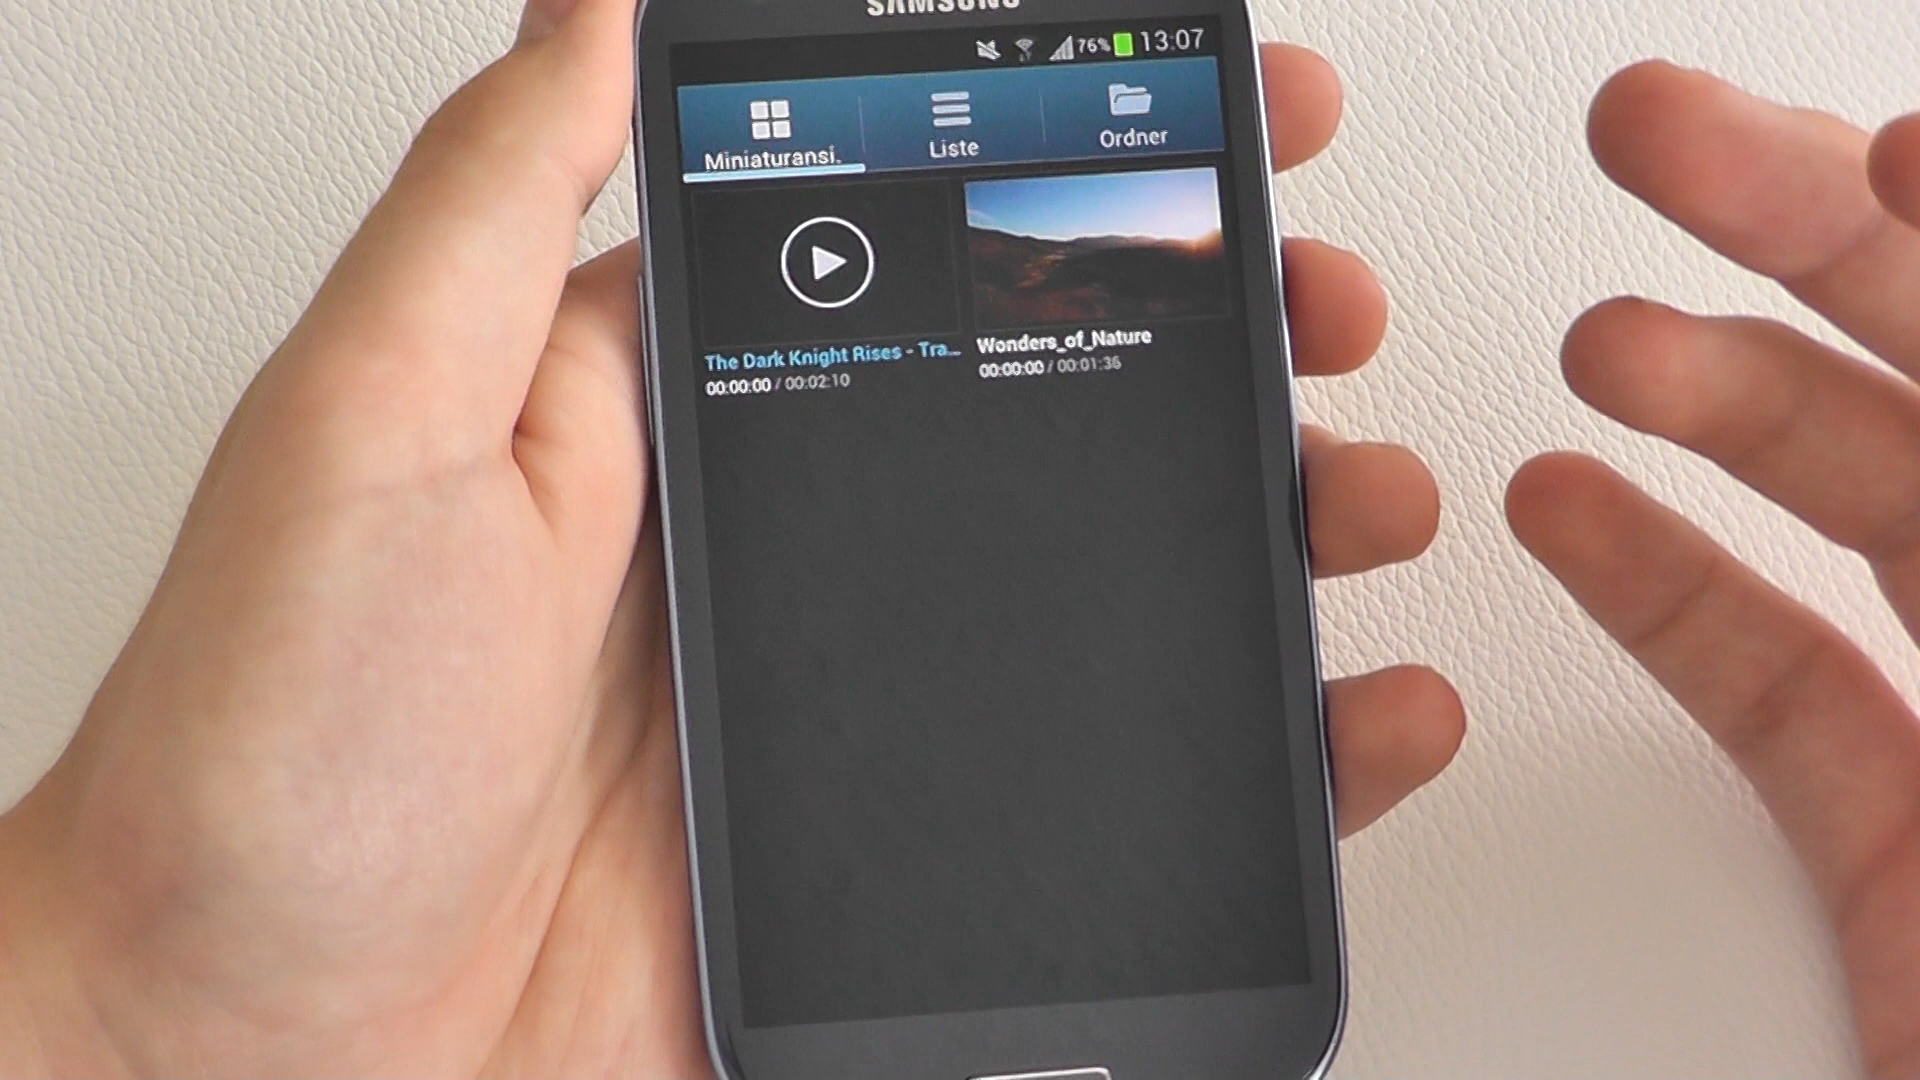 SAMSUNG
76% 13:07
Miniaturansi.
Liste
Ordner
The Dark Knight Rises - Tra...
00:00:00 / 00:02:10
Wonders_of_Nature
00:00:00 / 00:01:36